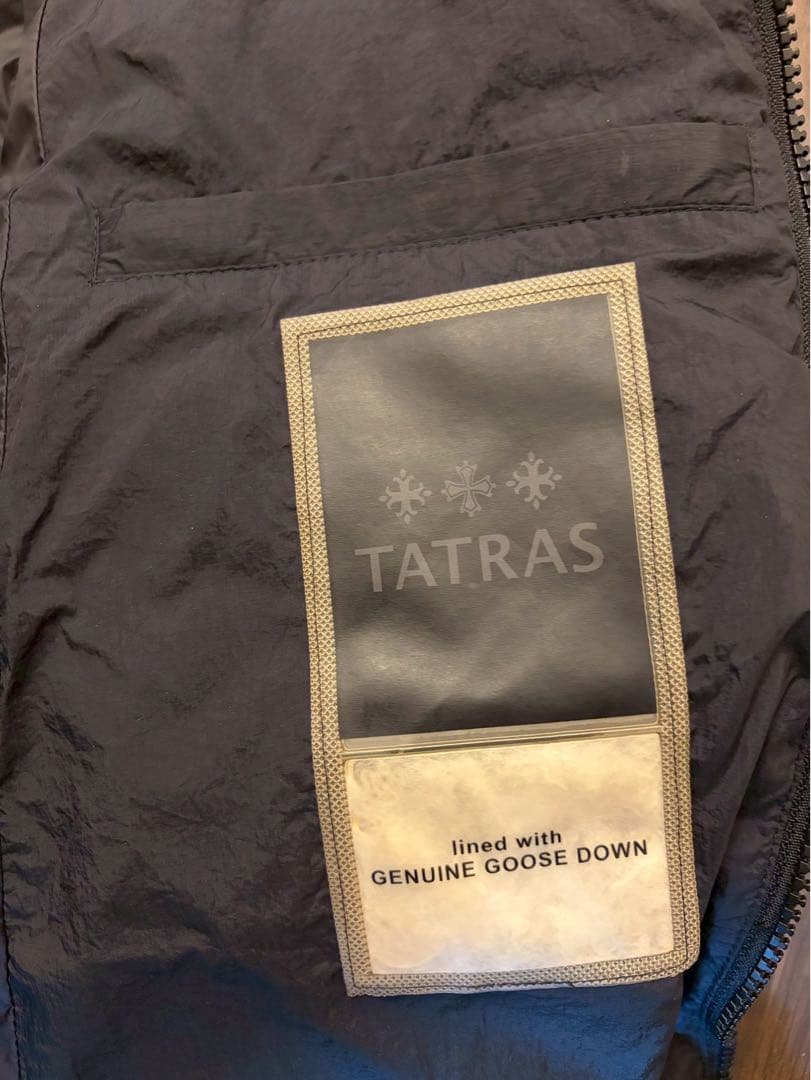 TATRAS
lined with
GENUINE GOOSE DOWN